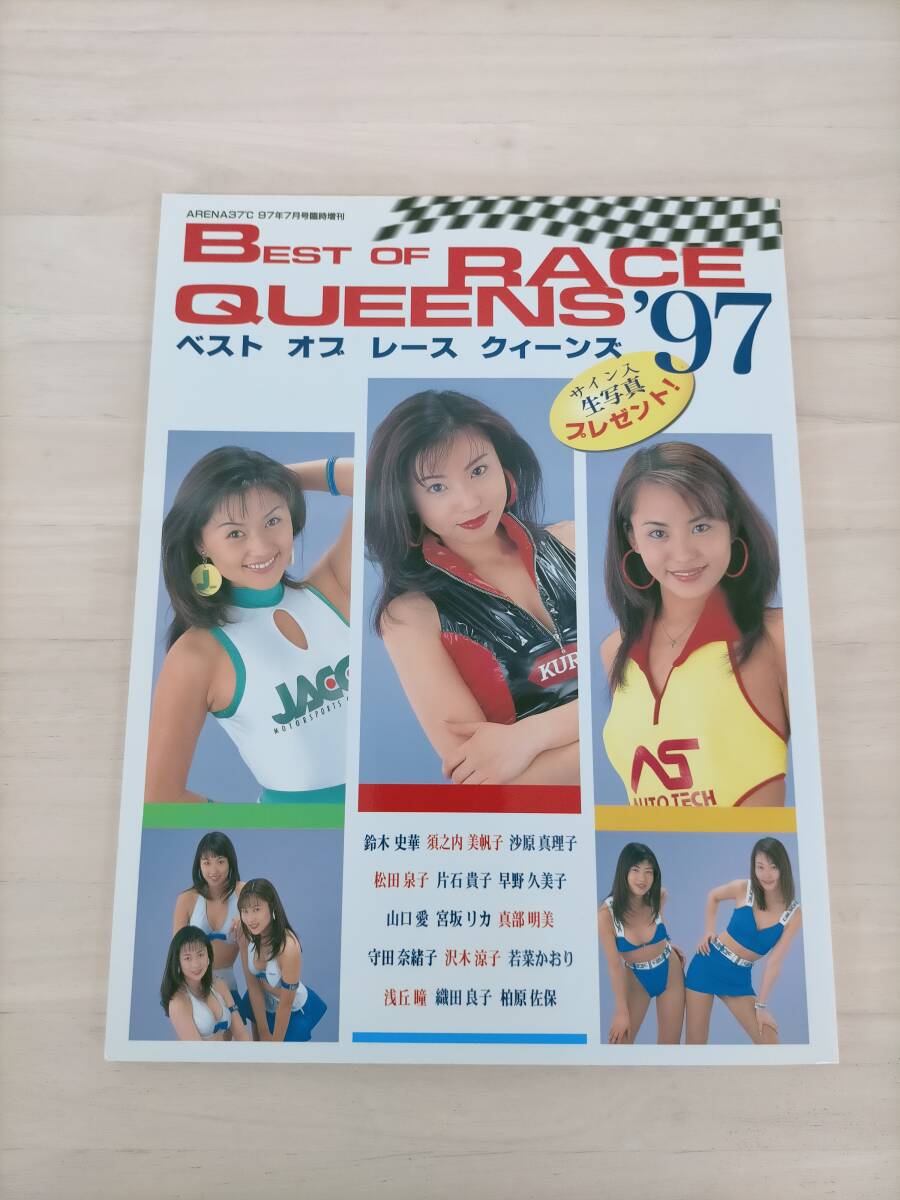 ARENA37℃ 97年7月号臨時増刊
BEST OF RACE
QUEENS '97
ベスト オブ レース クィーンズ
サイン入
生写真
プレゼント!
J
JACC
MOTORSPORTS
KUR
AS
AUTO TECH
鈴木 史華 須之内 美帆子 沙原 真理子
松田 泉子 片石 貴子 早野 久美子
山口 愛 宮坂 リカ 真部 明美
守田 奈緒子 沢木 涼子 若菜 かおり
浅丘 瞳 織田 良子 柏原 佐保